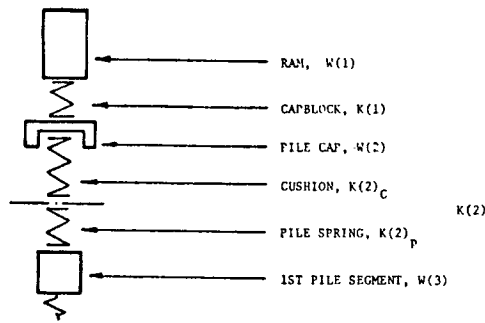 RAM, W(1)
CAPBLOCK, K(1)
PILE CAP, W(2)
CUSHION, K(2)C
K(2)
PILE SPRING, K(2)p
1ST PILE SEGMENT, W(3)